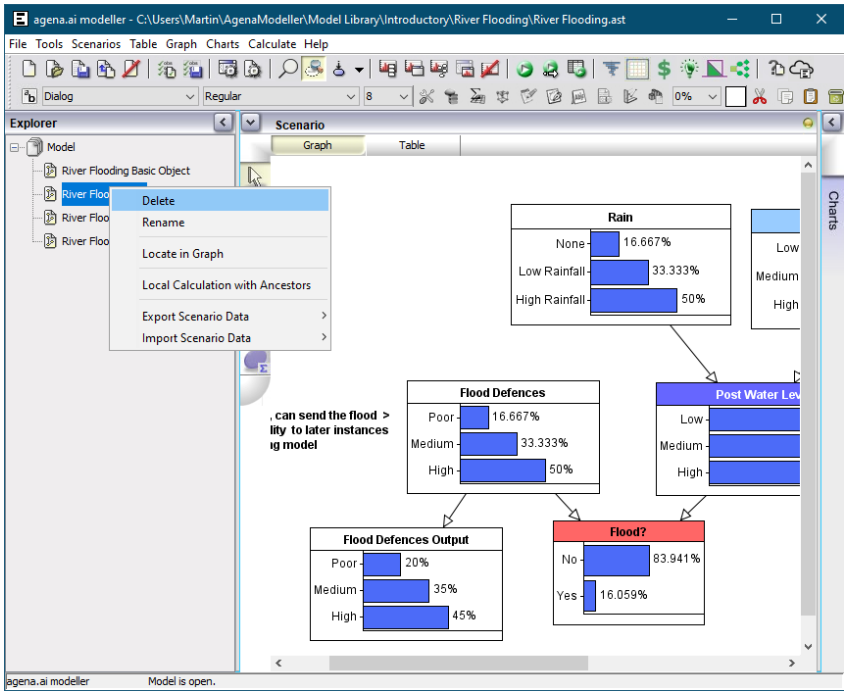 agena.ai modeller - C:\Users\Martin\AgenaModeller\Model Library\Introductory\River Flooding\River Flooding.ast
File Tools Scenarios Table Graph Charts Calculate Help
Dialog Regular 8 0%
Explorer
Model
River Flooding Basic Object
River Floo
River Floo
River Floo
Delete
Rename
Locate in Graph
Local Calculation with Ancestors
Export Scenario Data
Import Scenario Data
Scenario
Graph Table
Charts
Rain
None 16.667%
Low Rainfall 33.333%
High Rainfall 50%
Low
Medium
High
, can send the flood >
lity to later instances
ng model
Flood Defences
Poor 16.667%
Medium 33.333%
High 50%
Post Water Lev
Low
Medium
High
Flood Defences Output
Poor 20%
Medium 35%
High 45%
Flood?
No 83.941%
Yes 16.059%
agena.ai modeller Model is open.